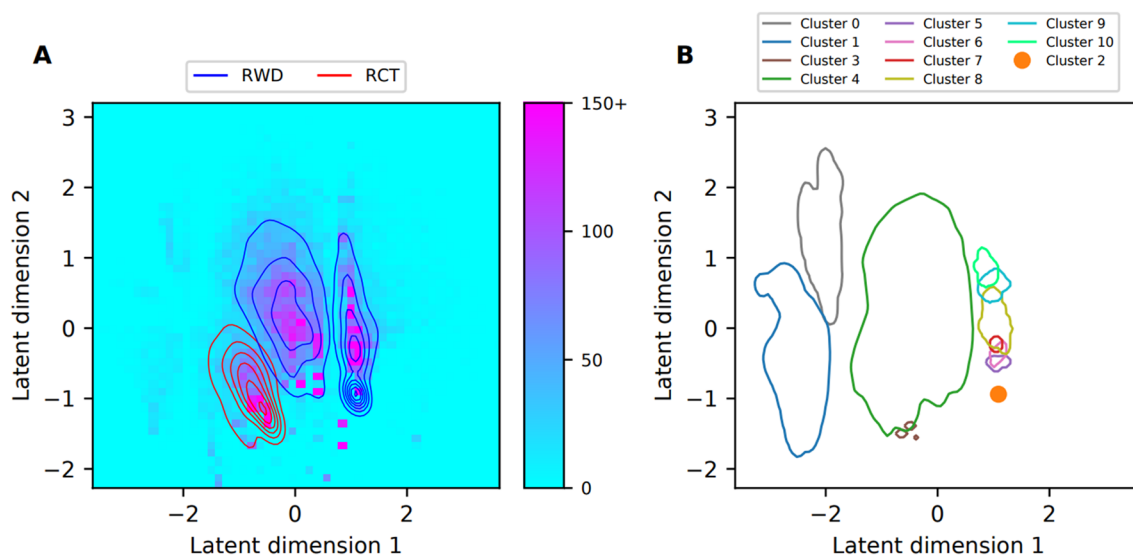 A
RWD RCT
3
2
1
0
−1
−2
−2 0 2
Latent dimension 2
Latent dimension 1
150+
100
50
0
B
Cluster 0 Cluster 5 Cluster 9
Cluster 1 Cluster 6 Cluster 10
Cluster 3 Cluster 7 Cluster 2
Cluster 4 Cluster 8
3
2
1
0
−1
−2
−2 0 2
Latent dimension 2
Latent dimension 1